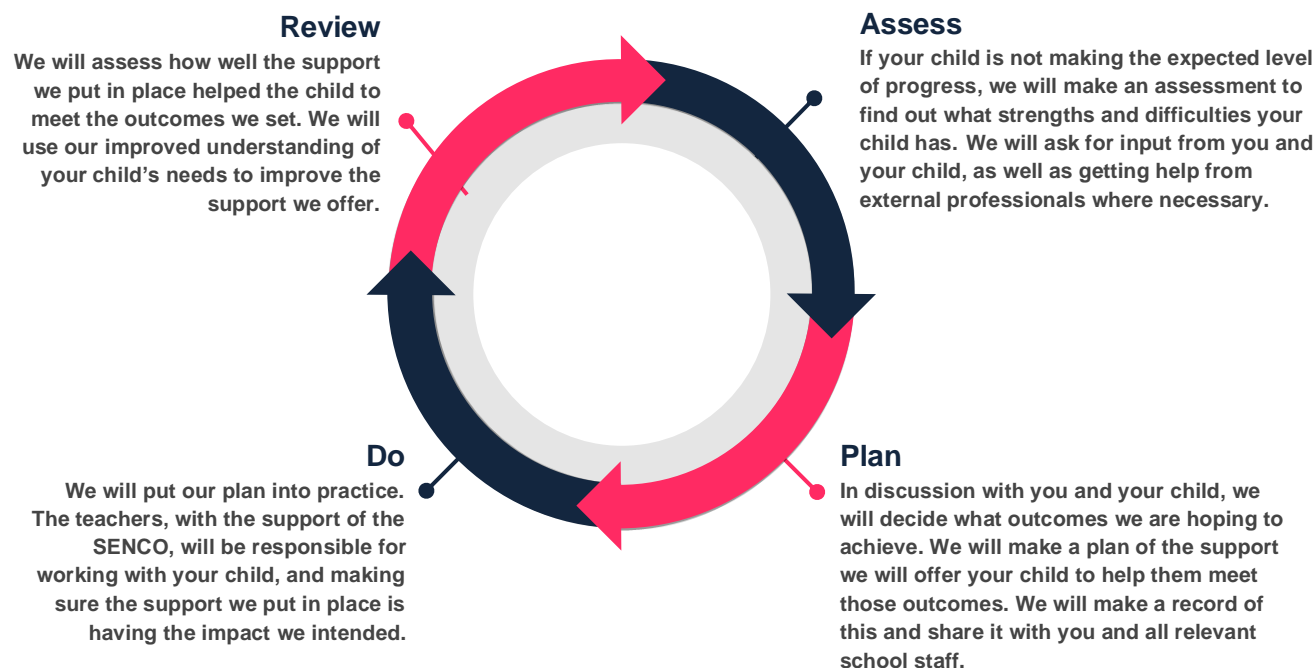 Review
We will assess how well the support
we put in place helped the child to
meet the outcomes we set. We will
use our improved understanding of
your child’s needs to improve the
support we offer.
Assess
If your child is not making the expected level
of progress, we will make an assessment to
find out what strengths and difficulties your
child has. We will ask for input from you and
your child, as well as getting help from
external professionals where necessary.
Do
We will put our plan into practice.
The teachers, with the support of the
SENCO, will be responsible for
working with your child, and making
sure the support we put in place is
having the impact we intended.
Plan
In discussion with you and your child, we
will decide what outcomes we are hoping to
achieve. We will make a plan of the support
we will offer your child to help them meet
those outcomes. We will make a record of
this and share it with you and all relevant
school staff.